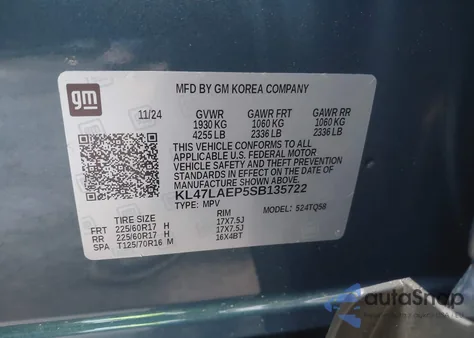 gm
MFD BY GM KOREA COMPANY
11/24 GVWR GAWR FRT GAWR RR
1930 KG 1060 KG 1060 KG
4255 LB 2336 LB 2336 LB
THIS VEHICLE CONFORMS TO ALL
APPLICABLE U.S. FEDERAL MOTOR
VEHICLE SAFETY AND THEFT PREVENTION
STANDARDS IN EFFECT ON THE DATE OF
MANUFACTURE SHOWN ABOVE.
KL47LAEP5SB135722
TYPE: MPV 524TQ58
TIRE SIZE RIM
FRT 225/60R17 H 17X7.5J
RR 225/60R17 H 17X7.5J
SPA T125/70R16 M 16X4BT
autoSnap